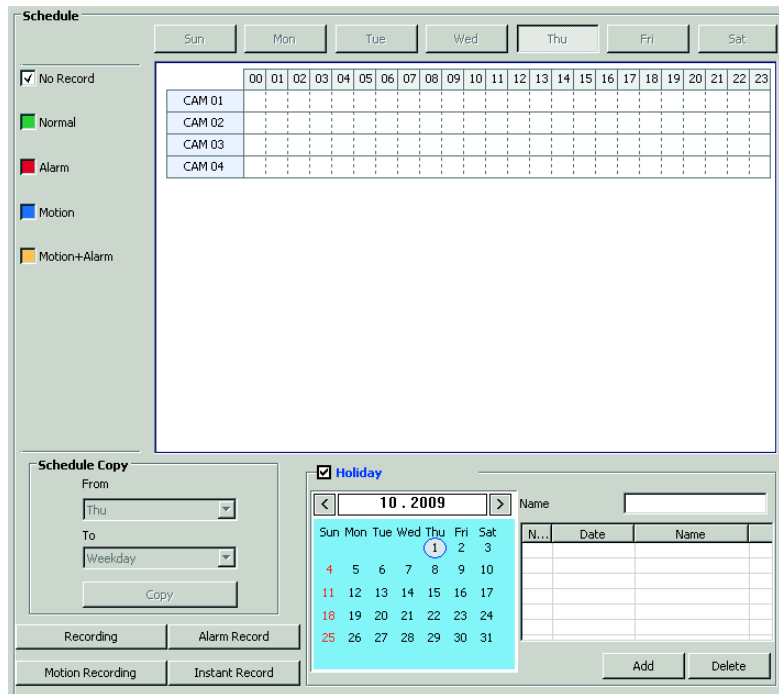 Schedule
Sun Mon Tue Wed Thu Fri Sat
No Record
Normal
Alarm
Motion
Motion+Alarm
00 01 02 03 04 05 06 07 08 09 10 11 12 13 14 15 16 17 18 19 20 21 22 23
CAM 01
CAM 02
CAM 03
CAM 04
Schedule Copy
From
Thu
To
Weekday
Copy
Recording Alarm Record
Motion Recording Instant Record
Holiday
< 10 . 2009 >
Sun Mon Tue Wed Thu Fri Sat
1 2 3
4 5 6 7 8 9 10
11 12 13 14 15 16 17
18 19 20 21 22 23 24
25 26 27 28 29 30 31
Name
N... Date Name
Add Delete